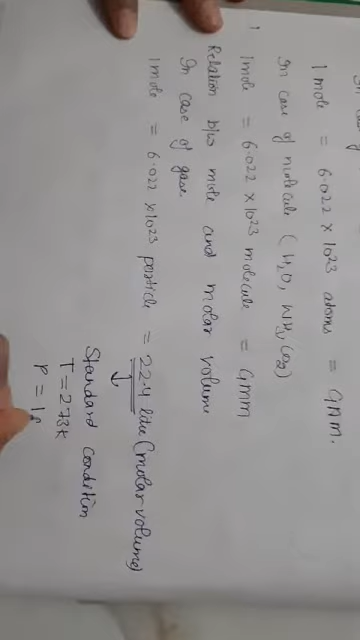 1 mole = 6.022 × 10²³ atoms = GAM.
In case of molecule (H₂O, NH₃, CO₂)
1 mole = 6.022 × 10²³ molecule = GMM
Relation b/w mole and molar volume
In case of gase
1 mole = 6.022 × 10²³ particle = 22.4 litre (molar volume)
↓
Standard condition
T = 273K
P = 1